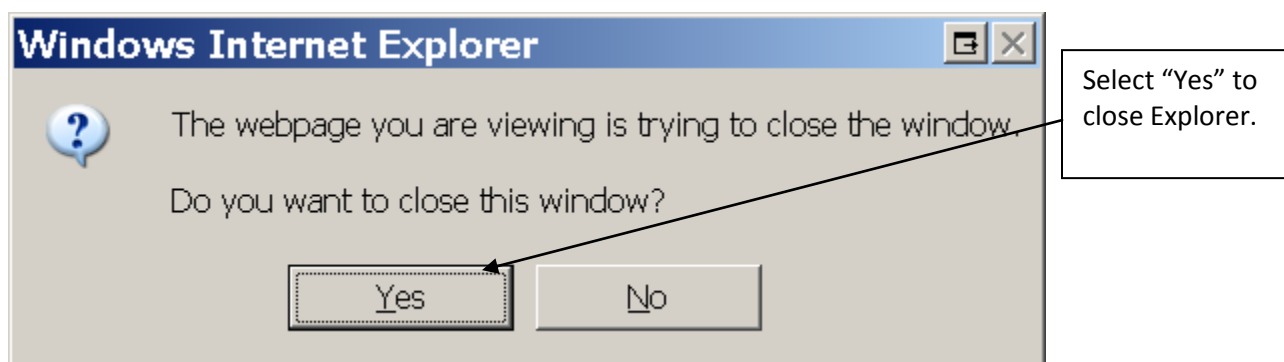 Windows Internet Explorer
The webpage you are viewing is trying to close the window.
Do you want to close this window?
Yes
No
Select “Yes” to
close Explorer.